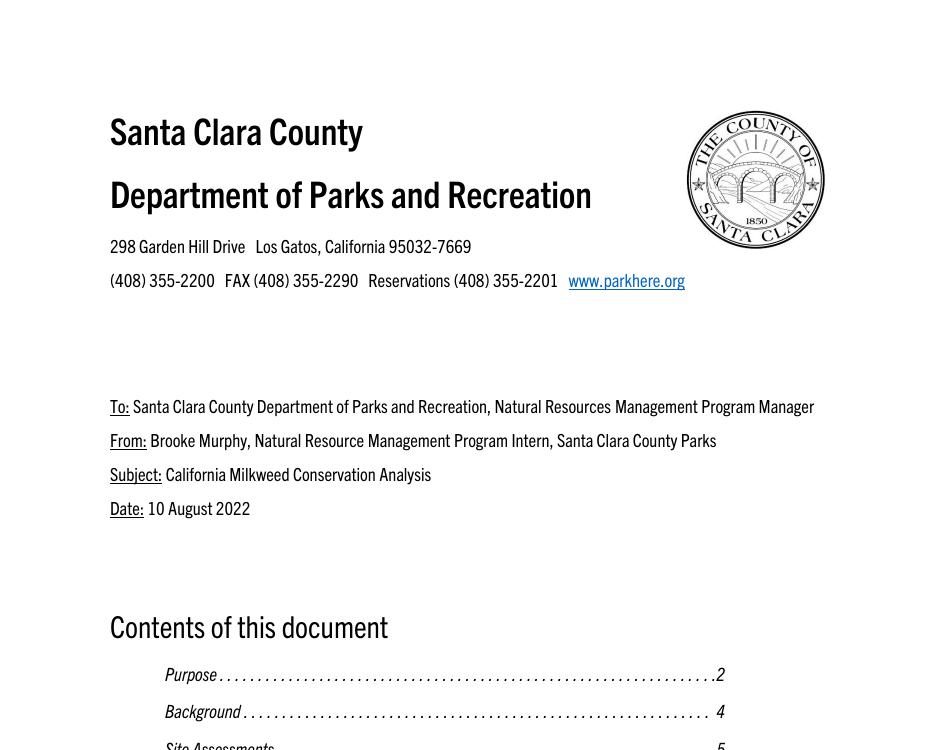 Santa Clara County
THE COUNTY OF
SANTA CLARA
1850
Department of Parks and Recreation
298 Garden Hill Drive Los Gatos, California 95032-7669
(408) 355-2200 FAX (408) 355-2290 Reservations (408) 355-2201 www.parkhere.org
To: Santa Clara County Department of Parks and Recreation, Natural Resources Management Program Manager
From: Brooke Murphy, Natural Resource Management Program Intern, Santa Clara County Parks
Subject: California Milkweed Conservation Analysis
Date: 10 August 2022
Contents of this document
Purpose . . . . . . . . . . . . . . . . . . . . . . . . . . . . . . . . . . . . . . . . . . . . . . . . . . . . . . . . . . . . . . . .2
Background . . . . . . . . . . . . . . . . . . . . . . . . . . . . . . . . . . . . . . . . . . . . . . . . . . . . . . . . . . . . 4
Site Assessments 5